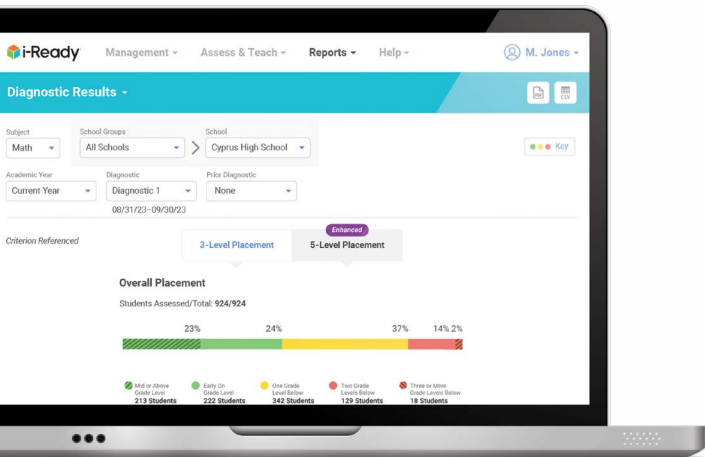 i-Ready Management Assess & Teach Reports Help M. Jones
Diagnostic Results
PDF CSV
Subject School Groups School
Math All Schools Cyprus High School Key
Academic Year Diagnostic Prior Diagnostic
Current Year Diagnostic 1 None
08/31/23–09/30/23
Enhanced
Criterion Referenced 3-Level Placement 5-Level Placement
Overall Placement
Students Assessed/Total: 924/924
23% 24% 37% 14% 2%
Mid or Above Early On One Grade Two Grade Three or More
Grade Level Grade Level Level Below Levels Below Grade Levels Below
213 Students 222 Students 342 Students 129 Students 18 Students